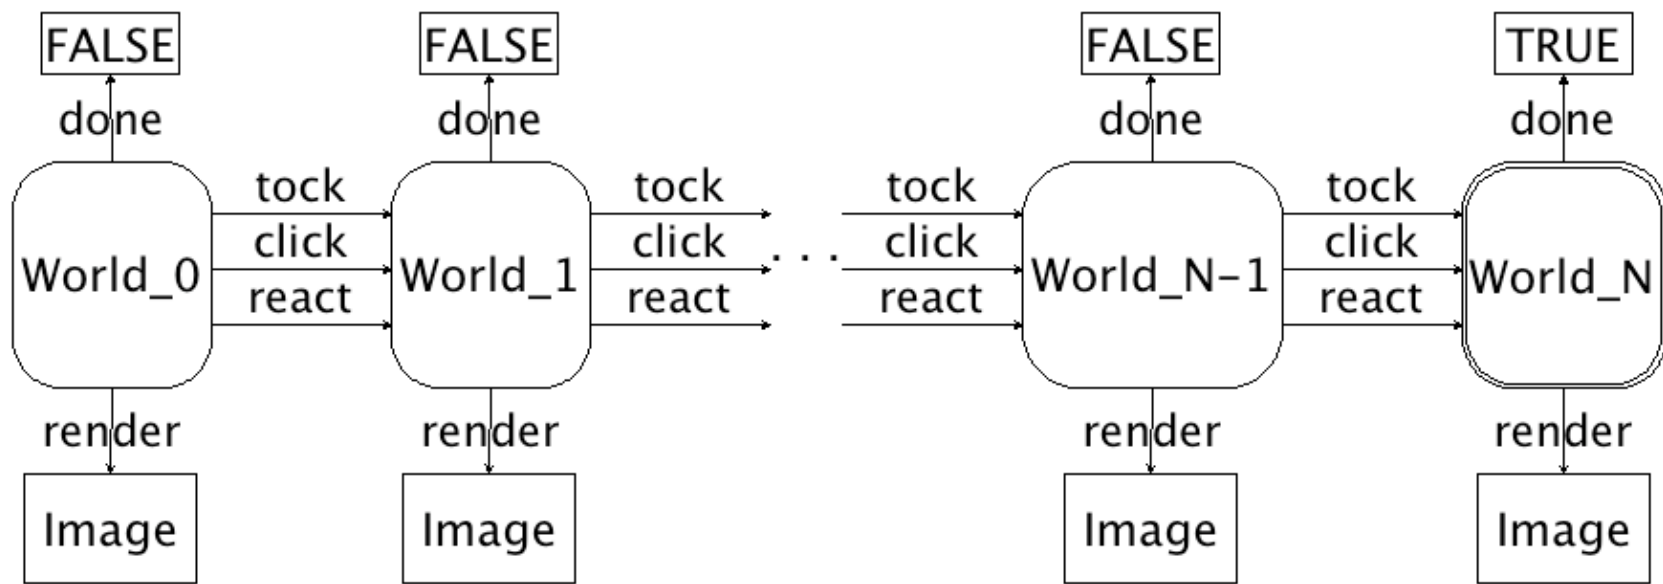 FALSE FALSE FALSE TRUE
done done done done
tock tock tock tock
click click . . . click click
World_0 World_1 World_N-1 World_N
react react react react
render render render render
Image Image Image Image